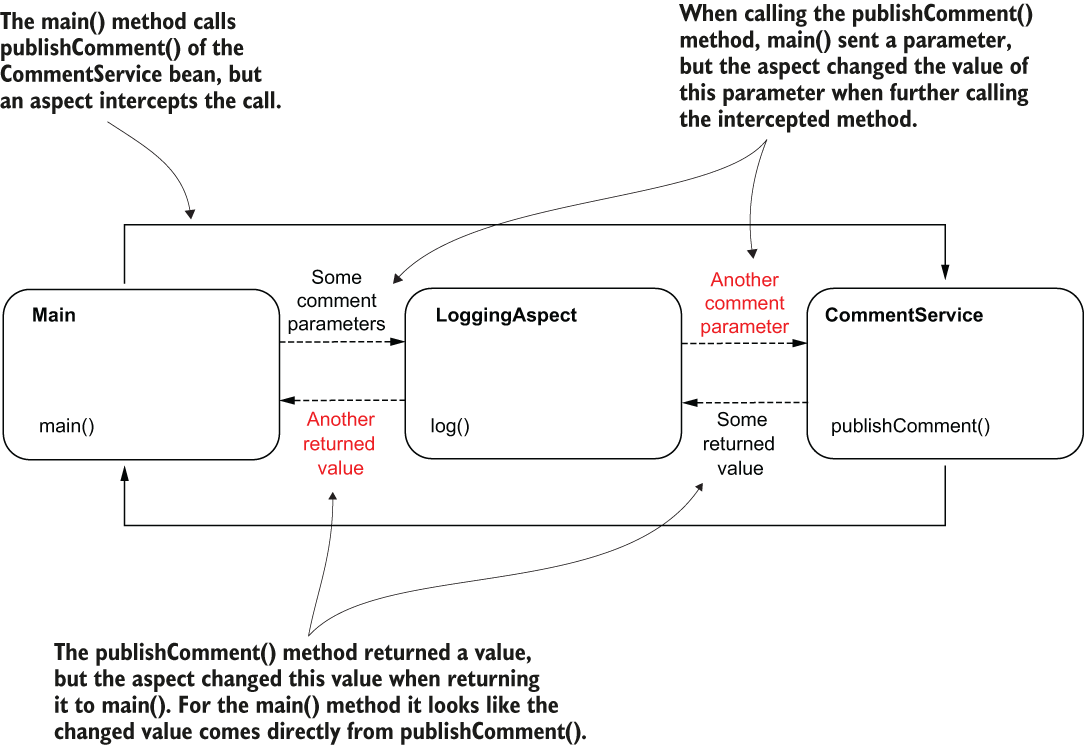 The main() method calls
publishComment() of the
CommentService bean, but
an aspect intercepts the call.
When calling the publishComment()
method, main() sent a parameter,
but the aspect changed the value of
this parameter when further calling
the intercepted method.
Main
main()
Some
comment
parameters
Another
returned
value
LoggingAspect
log()
Another
comment
parameter
Some
returned
value
CommentService
publishComment()
The publishComment() method returned a value,
but the aspect changed this value when returning
it to main(). For the main() method it looks like the
changed value comes directly from publishComment().